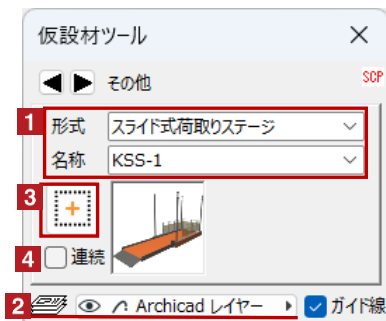 仮設材ツール
その他
SCP
1
形式 スライド式荷取りステージ
名称 KSS-1
3
4 連続
2 Archicad レイヤー ガイド線